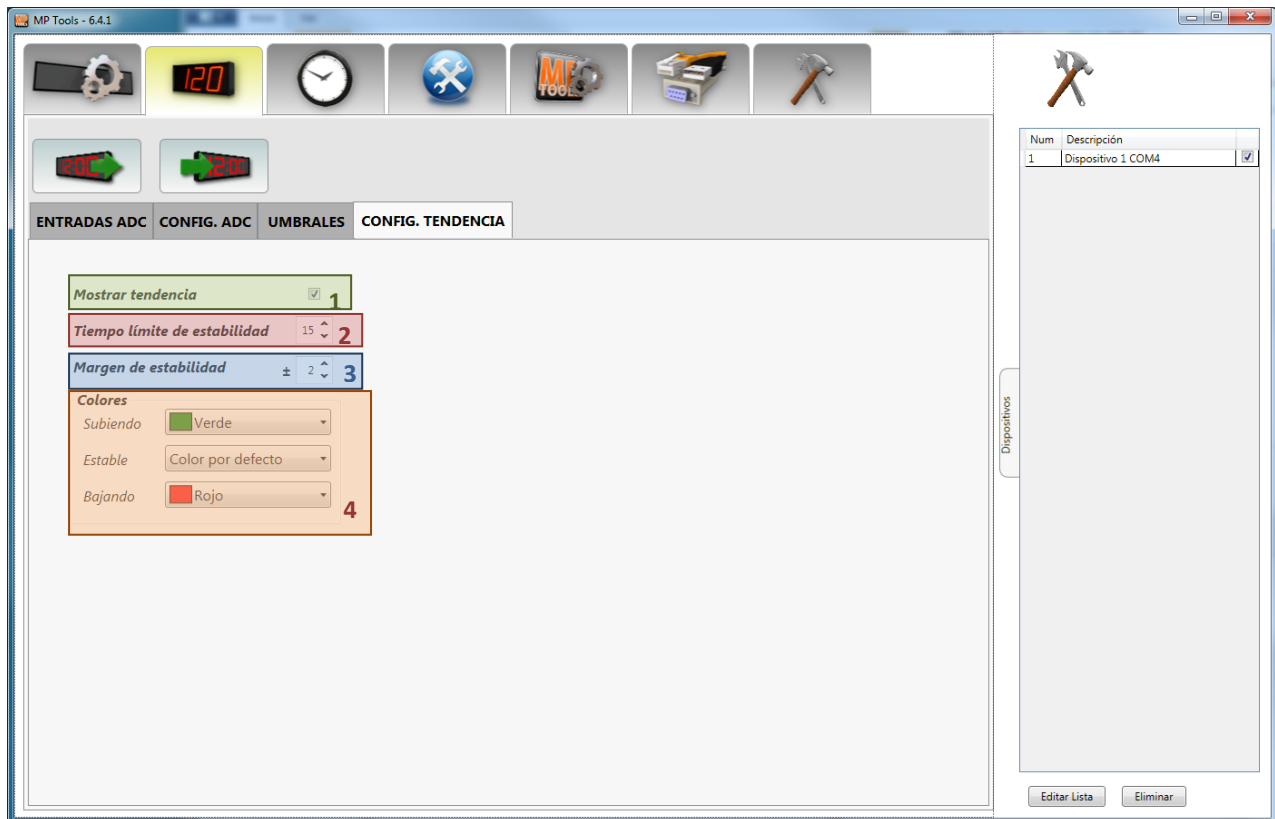 MP Tools - 6.4.1
120
MP
TOOLS
Num Descripción
1 Dispositivo 1 COM4
12:00
ENTRADAS ADC CONFIG. ADC UMBRALES CONFIG. TENDENCIA
Mostrar tendencia 1
Tiempo límite de estabilidad 15 2
Margen de estabilidad ± 2 3
Colores
Subiendo Verde
Estable Color por defecto
Bajando Rojo
4
Dispositivos
Editar Lista Eliminar